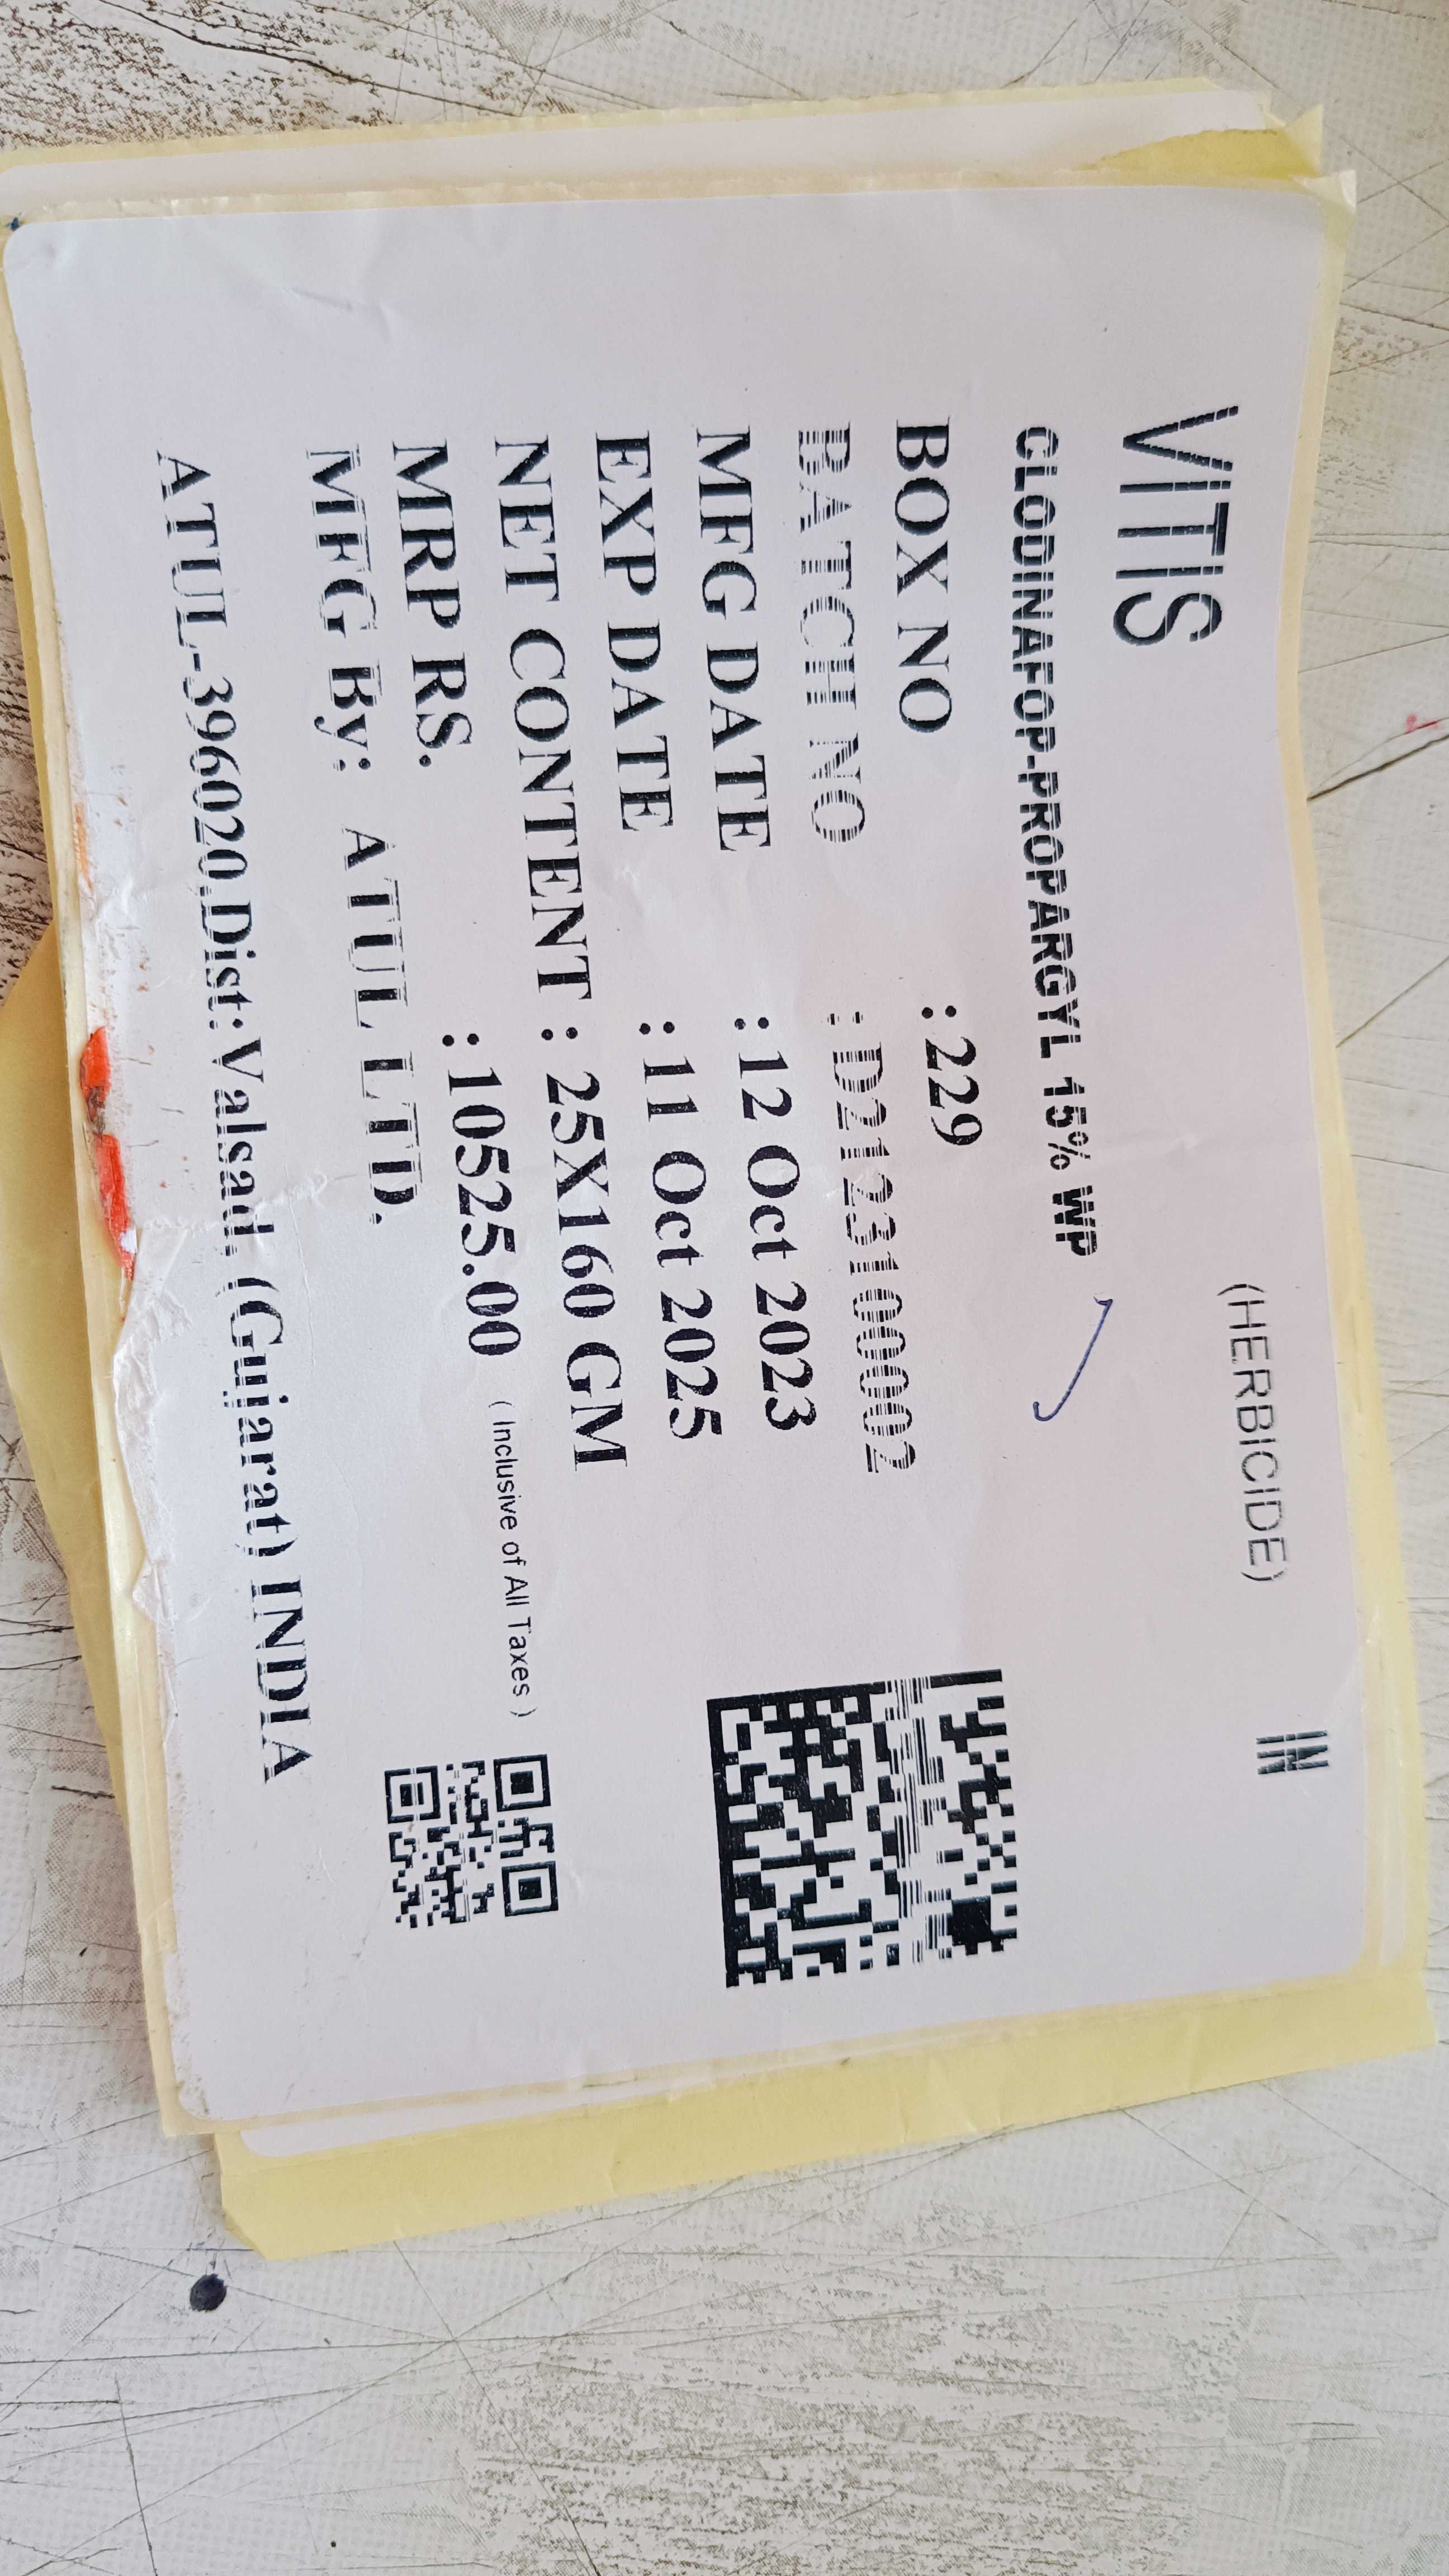 VITIS (HERBICIDE) IN
CLODINAFOP-PROPARGYL 15% WP
BOX NO :229
BATCH NO : D2123100002
MFG DATE :12 Oct 2023
EXP DATE :11 Oct 2025
NET CONTENT : 25X160 GM
MRP RS. :10525.00 ( Inclusive of All Taxes )
MFG By: ATUL LTD.
ATUL-396020.Dist:Valsad. (Gujarat) INDIA